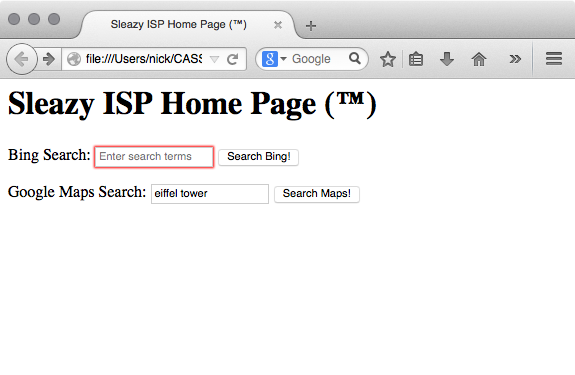 Sleazy ISP Home Page (™)
file:///Users/nick/CASS
Google
Sleazy ISP Home Page (™)
Bing Search: Enter search terms Search Bing!
Google Maps Search: eiffel tower Search Maps!